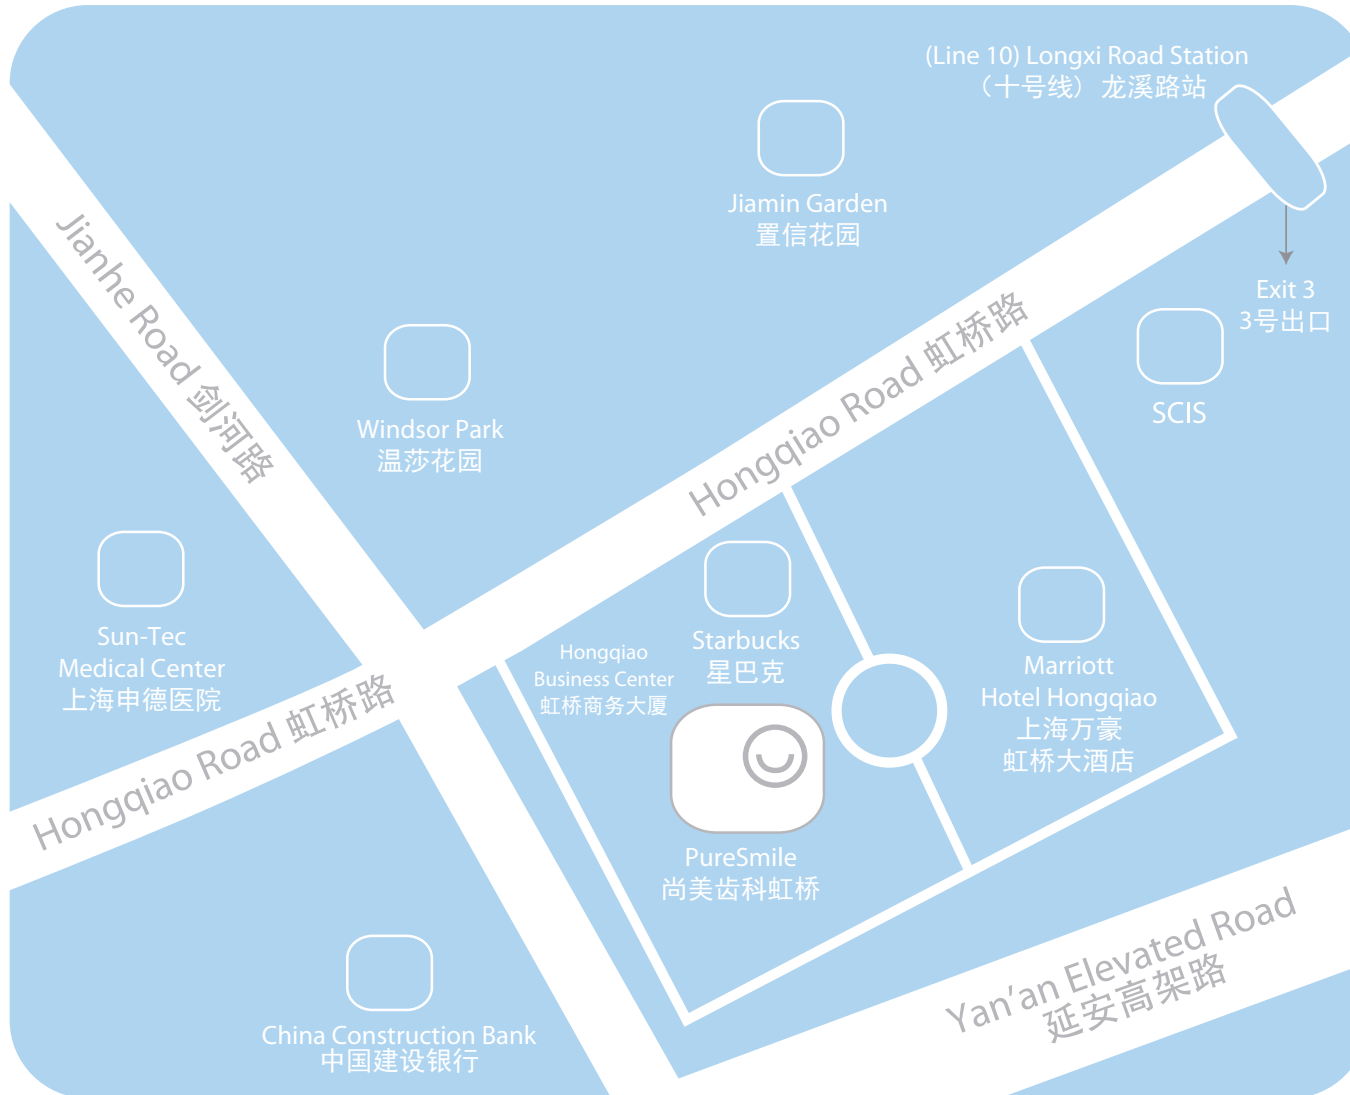 (Line 10) Longxi Road Station
（十号线）龙溪路站
Jiamin Garden
置信花园
Exit 3
3号出口
Jianhe Road 剑河路
Hongqiao Road 虹桥路
SCIS
Windsor Park
温莎花园
Sun-Tec
Medical Center
上海申德医院
Hongqiao
Business Center
虹桥商务大厦
Starbucks
星巴克
Marriott
Hotel Hongqiao
上海万豪
虹桥大酒店
Hongqiao Road 虹桥路
PureSmile
尚美齿科虹桥
Yan'an Elevated Road
延安高架路
China Construction Bank
中国建设银行